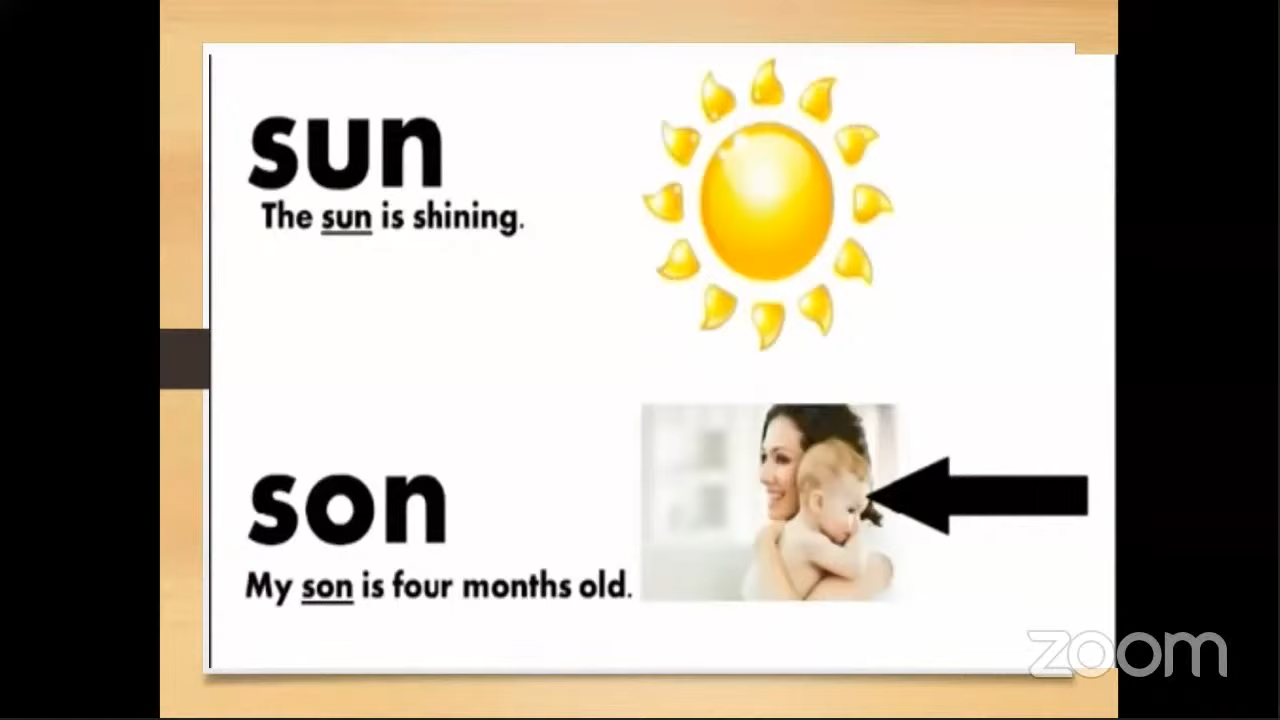 sun
The sun is shining.
son
My son is four months old.
zoom